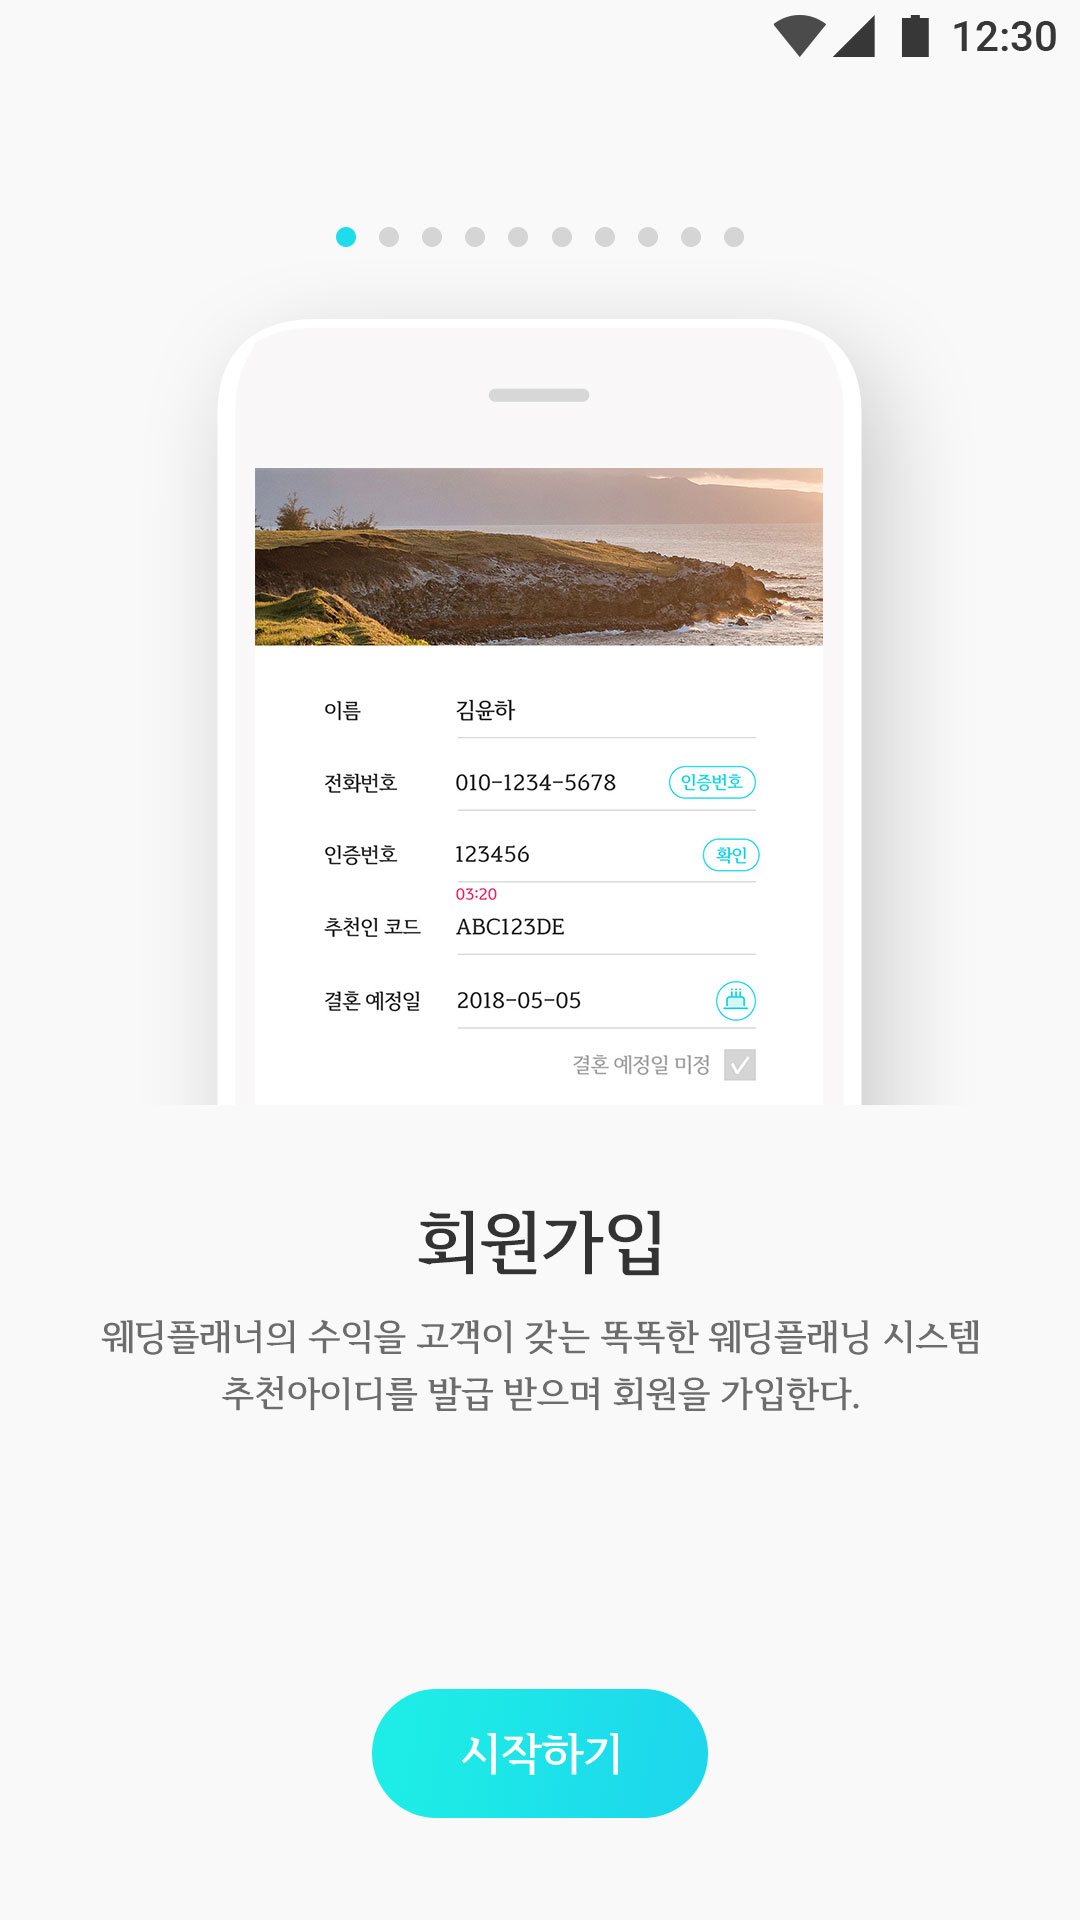 12:30
이름 김윤하
전화번호 010-1234-5678 인증번호
인증번호 123456 확인
03:20
추천인 코드 ABC123DE
결혼 예정일 2018-05-05
결혼 예정일 미정
회원가입
웨딩플래너의 수익을 고객이 갖는 똑똑한 웨딩플래닝 시스템
추천아이디를 발급 받으며 회원을 가입한다.
시작하기